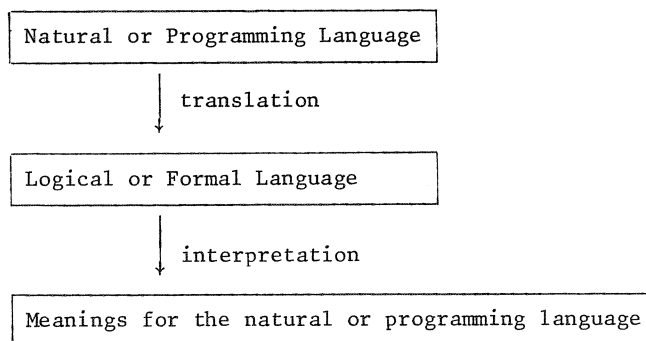 Natural or Programming Language
translation
Logical or Formal Language
interpretation
Meanings for the natural or programming language